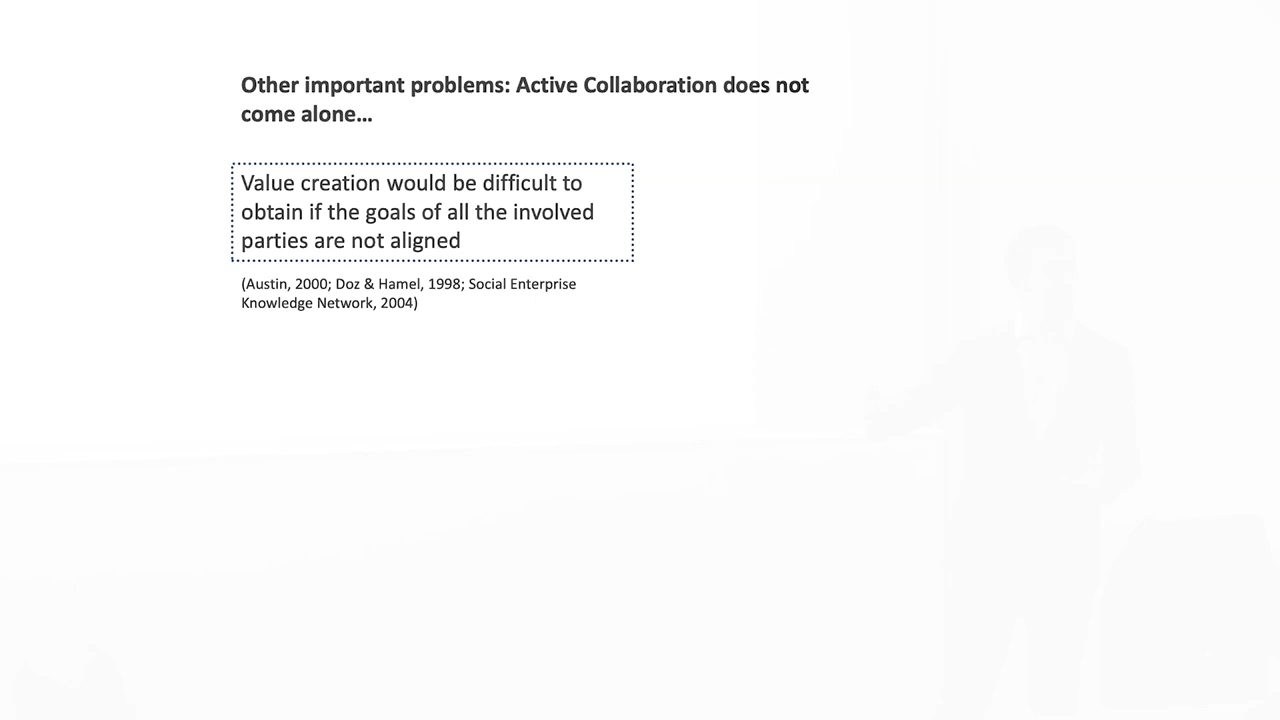 Other important problems: Active Collaboration does not
come alone…
Value creation would be difficult to
obtain if the goals of all the involved
parties are not aligned
(Austin, 2000; Doz & Hamel, 1998; Social Enterprise
Knowledge Network, 2004)